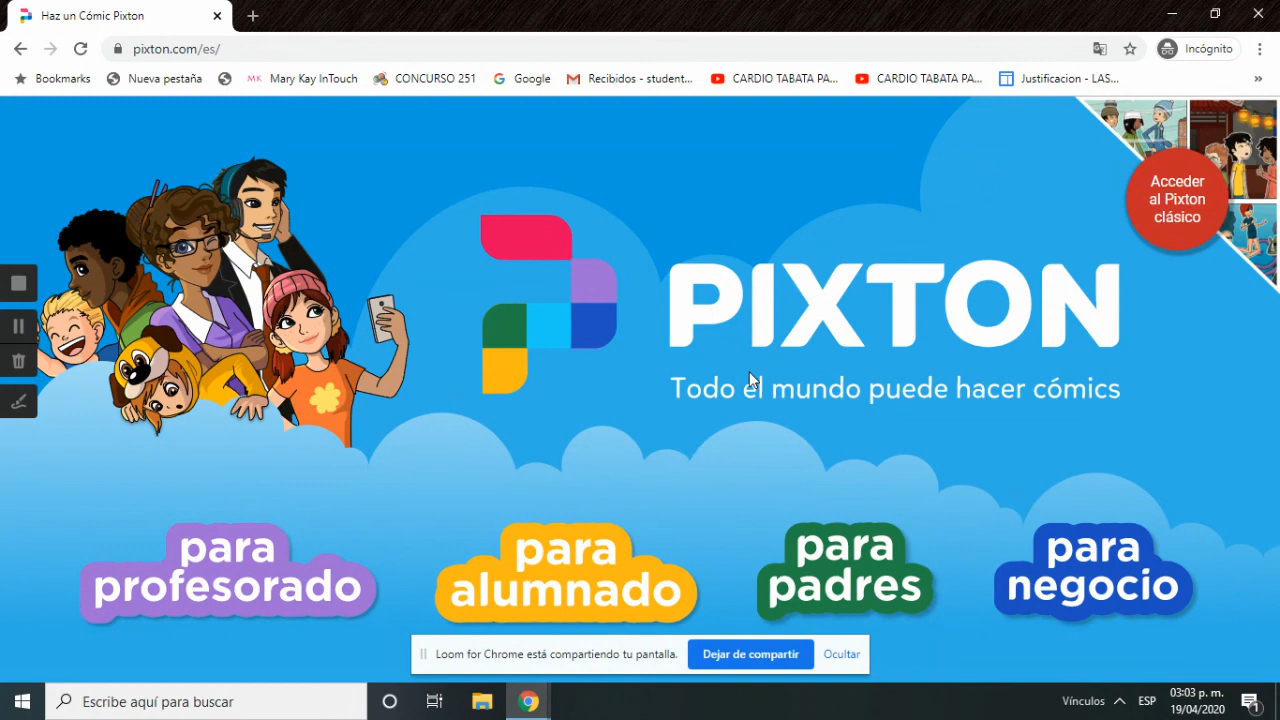 Haz un Cómic Pixton
pixton.com/es/
Incógnito
Bookmarks
Nueva pestaña
MK Mary Kay InTouch
CONCURSO 251
Google
Recibidos - student...
CARDIO TABATA PA...
CARDIO TABATA PA...
Justificacion - LAS...
Acceder
al Pixton
clásico
PIXTON
Todo el mundo puede hacer cómics
para
profesorado
para
alumnado
para
padres
para
negocio
Loom for Chrome está compartiendo tu pantalla.
Dejar de compartir
Ocultar
Escribe aquí para buscar
Vínculos
ESP
03:03 p. m.
19/04/2020
1